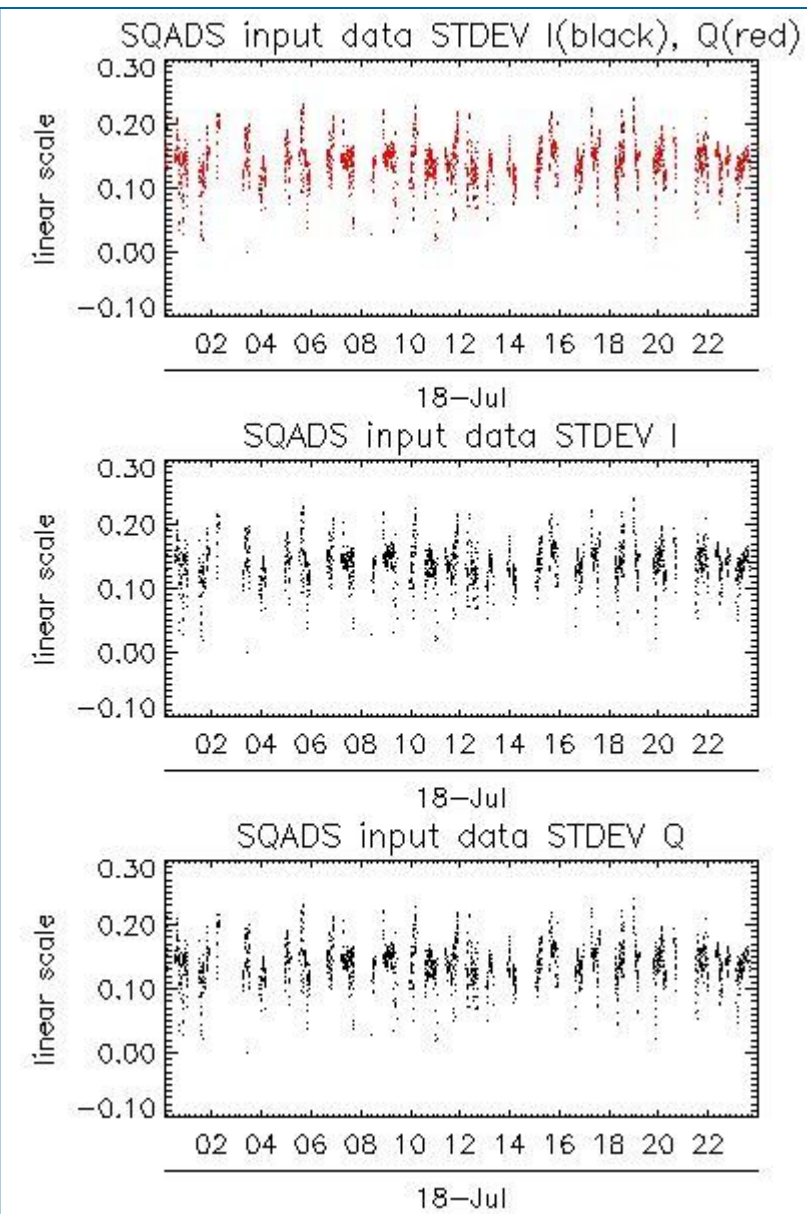 SQADS input data STDEV I(black), Q(red)
0.30
0.20
0.10
0.00
−0.10
linear scale
02 04 06 08 10 12 14 16 18 20 22
18−Jul
SQADS input data STDEV I
0.30
0.20
0.10
0.00
−0.10
linear scale
02 04 06 08 10 12 14 16 18 20 22
18−Jul
SQADS input data STDEV Q
0.30
0.20
0.10
0.00
−0.10
linear scale
02 04 06 08 10 12 14 16 18 20 22
18−Jul